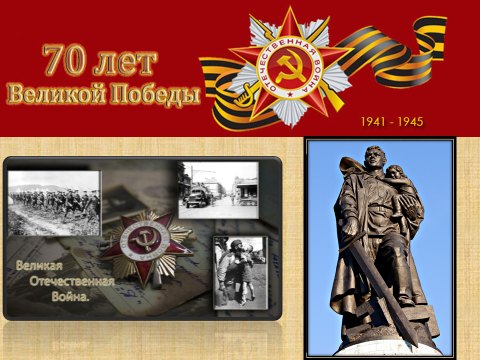 70 лет
Великой Победы
ОТЕЧЕСТВЕННАЯ ВОЙНА
1941 - 1945
Великая
Отечественная
Война.